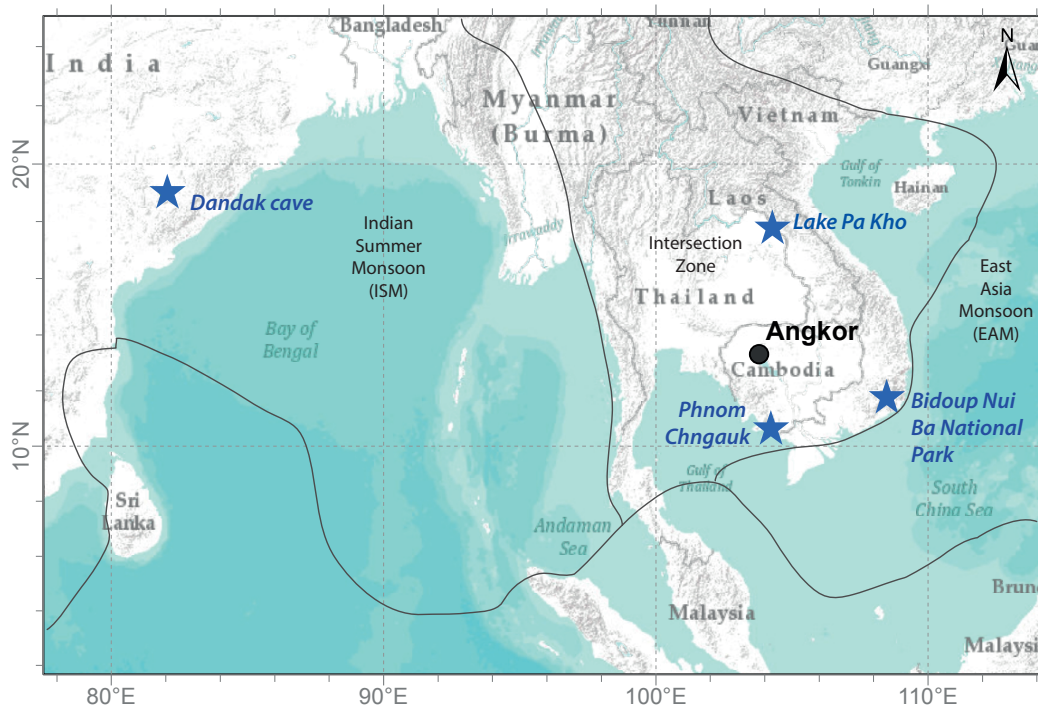 Bangladesh
Yunnan
N
India
Guangxi
Myanmar
(Burma)
Irrawaddy
Vietnam
20°N
Gulf of
Tonkin
Hainan
Dandak cave
Laos
Lake Pa Kho
Indian
Summer
Monsoon
(ISM)
Intersection
Zone
East
Asia
Monsoon
(EAM)
Thailand
Bay of
Bengal
Angkor
Cambodia
Phnom
Chngauk
Bidoup Nui
Ba National
Park
10°N
Gulf of
Thailand
South
China Sea
Sri
Lanka
Andaman
Sea
Brun
Malaysia
Malaysi
80°E
90°E
100°E
110°E